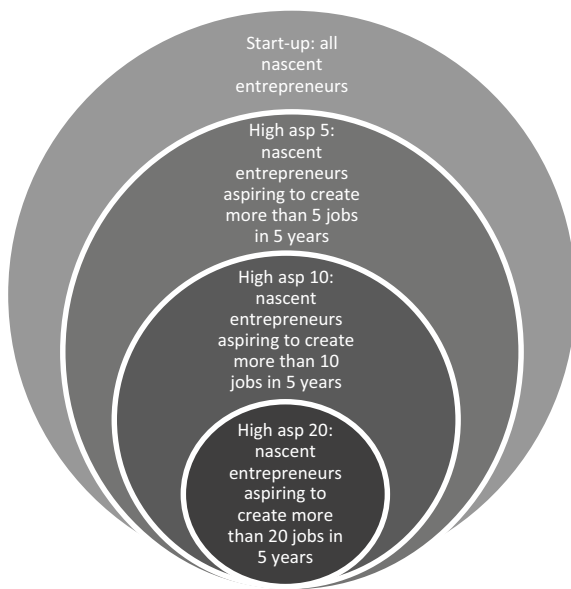 Start-up: all
nascent
entrepreneurs
High asp 5:
nascent
entrepreneurs
aspiring to create
more than 5 jobs
in 5 years
High asp 10:
nascent
entrepreneurs
aspiring to create
more than 10
jobs in 5 years
High asp 20:
nascent
entrepreneurs
aspiring to
create more
than 20 jobs in
5 years